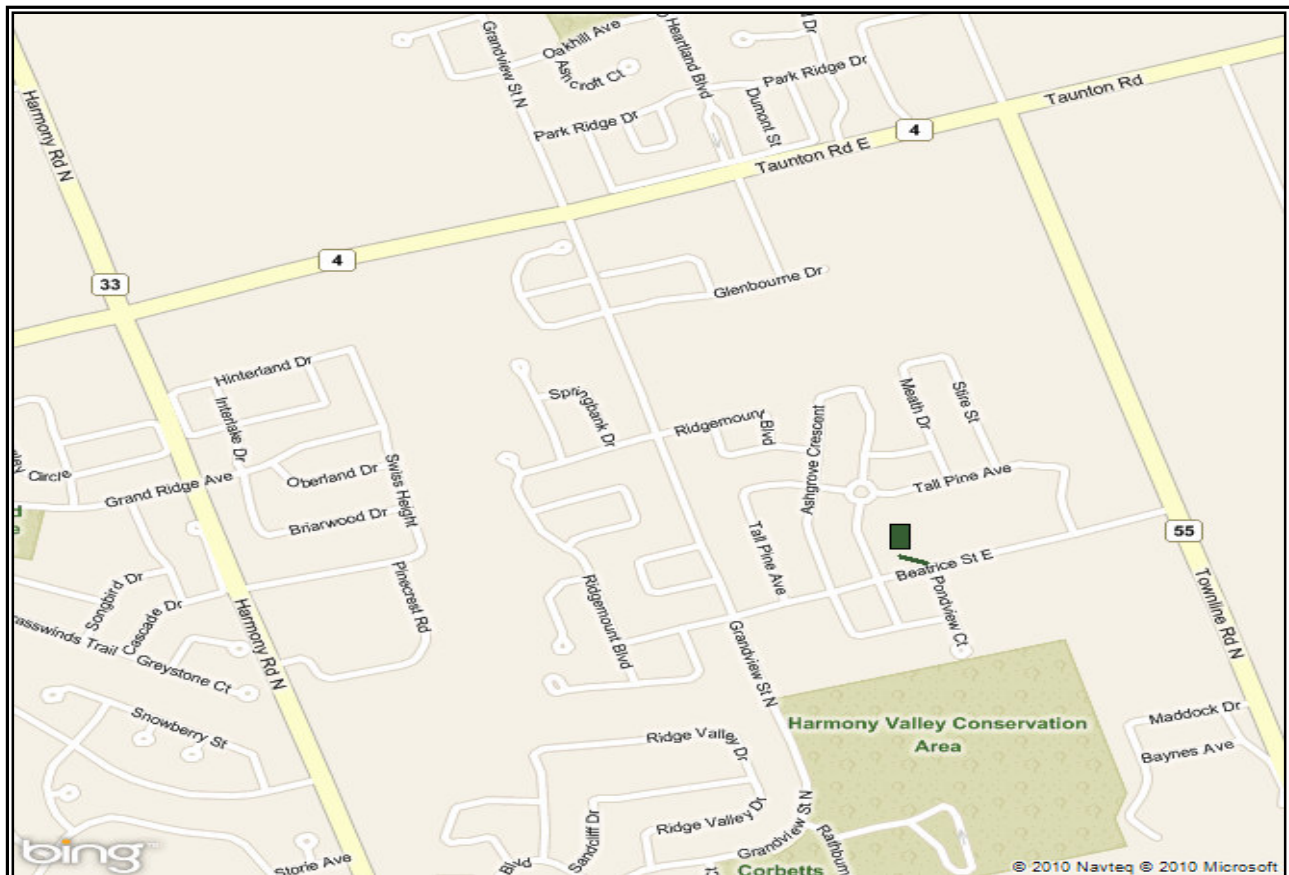 Grandview St N
Oakhill Ave
Ashcroft Ct
Heartland Blvd
Dr
Park Ridge Dr
Dumont St
Park Ridge Dr
Taunton Rd
4
Taunton Rd E
Harmony Rd N
33
4
Glenbourne Dr
Hinterland Dr
Interlake Dr
Springbank Dr
Blvd
Meath Dr
Stire St
Ashgrove Crescent
Circle
Grand Ridge Ave
Oberland Dr
Swiss Height
Tall Pine Ave
Briarwood Dr
55
Tall Pine Ave
Beatrice St E
Pondview Ct
Songbird Dr
Cascade Dr
Pinecrest Rd
Ridgemount Blvd
Townline Rd N
Harmony Rd N
Trail
Greystone Ct
Grandview St N
Snowberry St
Harmony Valley Conservation
Area
Maddock Dr
Baynes Ave
Ridge Valley Dr
Sandcliff Dr
Ridge Valley Dr
Grandview St N
bing
Storie Ave
Blvd
Corbetts
© 2010 Navteq © 2010 Microsoft